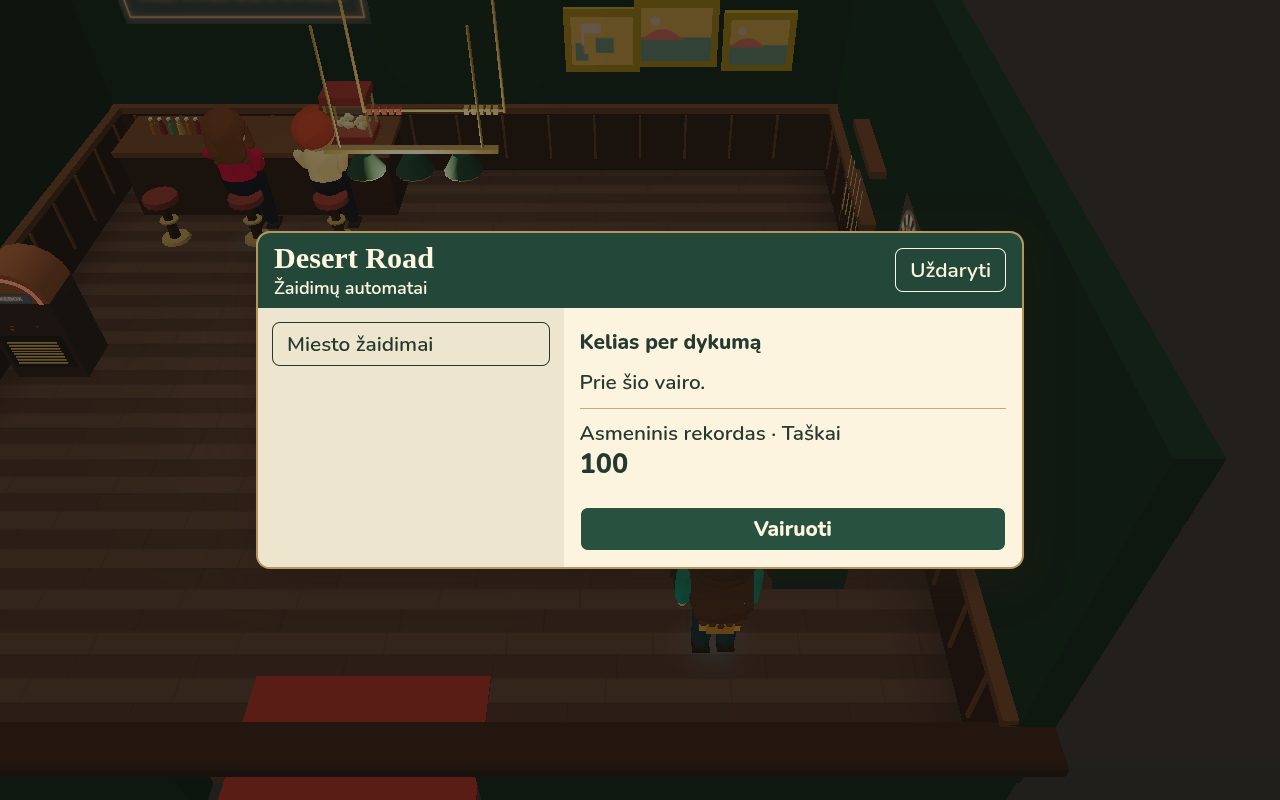 Desert Road
Žaidimų automatai
Uždaryti
Miesto žaidimai
Kelias per dykumą
Prie šio vairo.
Asmeninis rekordas · Taškai
100
Vairuoti